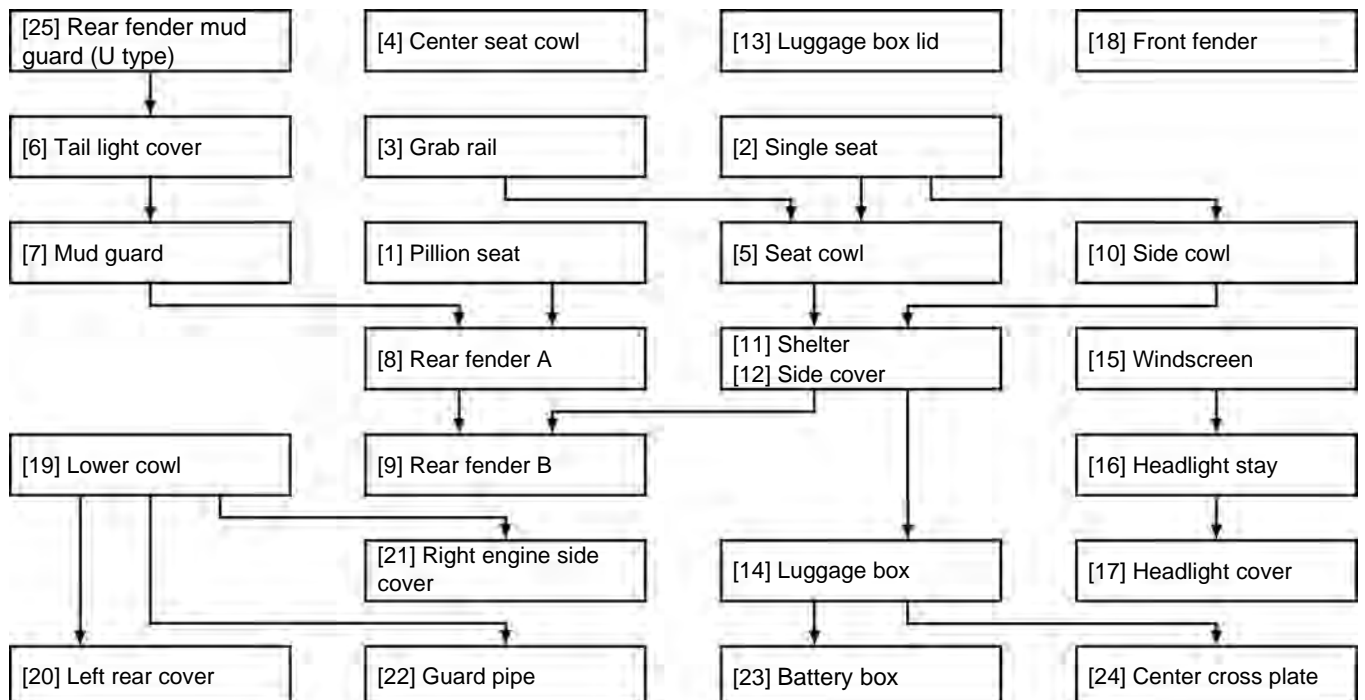 [25] Rear fender mud
guard (U type)
[4] Center seat cowl
[13] Luggage box lid
[18] Front fender
[6] Tail light cover
[3] Grab rail
[2] Single seat
[7] Mud guard
[1] Pillion seat
[5] Seat cowl
[10] Side cowl
[8] Rear fender A
[11] Shelter
[12] Side cover
[15] Windscreen
[19] Lower cowl
[9] Rear fender B
[16] Headlight stay
[21] Right engine side
cover
[14] Luggage box
[17] Headlight cover
[20] Left rear cover
[22] Guard pipe
[23] Battery box
[24] Center cross plate